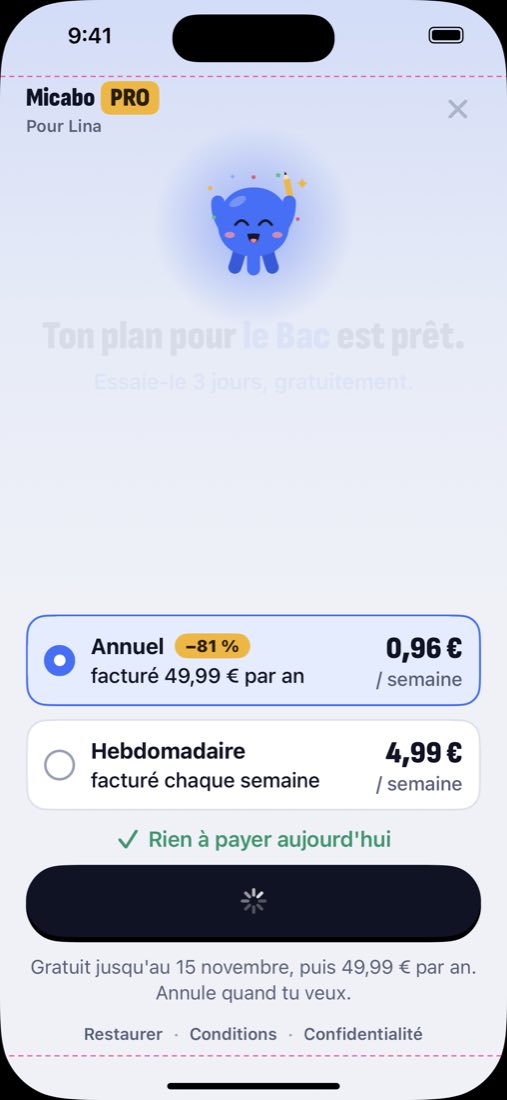 9:41
Micabo PRO
Pour Lina
Ton plan pour le Bac est prêt.
Essaie-le 3 jours, gratuitement.
Annuel −81 %
facturé 49,99 € par an
0,96 €
/ semaine
Hebdomadaire
facturé chaque semaine
4,99 €
/ semaine
Rien à payer aujourd'hui
Gratuit jusqu'au 15 novembre, puis 49,99 € par an.
Annule quand tu veux.
Restaurer · Conditions · Confidentialité